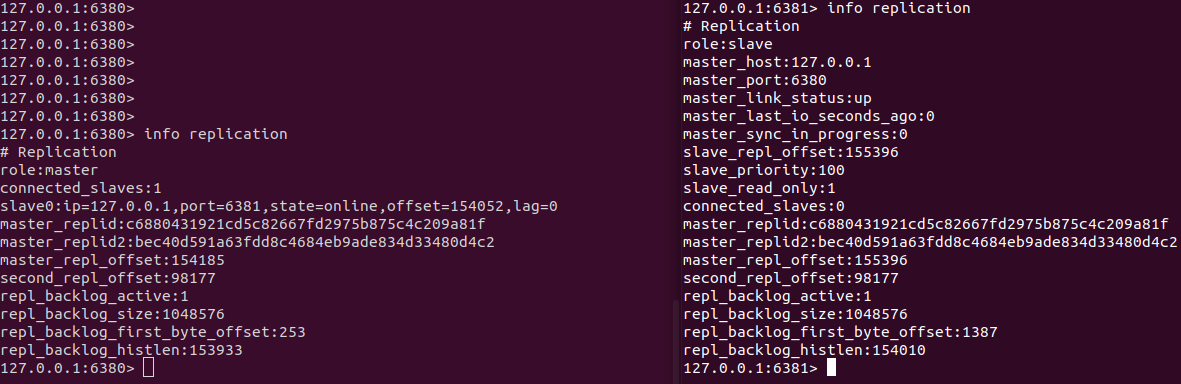 127.0.0.1:6380>
127.0.0.1:6380>
127.0.0.1:6380>
127.0.0.1:6380>
127.0.0.1:6380>
127.0.0.1:6380>
127.0.0.1:6380>
127.0.0.1:6380> info replication
# Replication
role:master
connected_slaves:1
slave0:ip=127.0.0.1,port=6381,state=online,offset=154052,lag=0
master_replid:c6880431921cd5c82667fd2975b875c4c209a81f
master_replid2:bec40d591a63fdd8c4684eb9ade834d33480d4c2
master_repl_offset:154185
second_repl_offset:98177
repl_backlog_active:1
repl_backlog_size:1048576
repl_backlog_first_byte_offset:253
repl_backlog_histlen:153933
127.0.0.1:6380>
127.0.0.1:6381> info replication
# Replication
role:slave
master_host:127.0.0.1
master_port:6380
master_link_status:up
master_last_io_seconds_ago:0
master_sync_in_progress:0
slave_repl_offset:155396
slave_priority:100
slave_read_only:1
connected_slaves:0
master_replid:c6880431921cd5c82667fd2975b875c4c209a81f
master_replid2:bec40d591a63fdd8c4684eb9ade834d33480d4c2
master_repl_offset:155396
second_repl_offset:98177
repl_backlog_active:1
repl_backlog_size:1048576
repl_backlog_first_byte_offset:1387
repl_backlog_histlen:154010
127.0.0.1:6381>